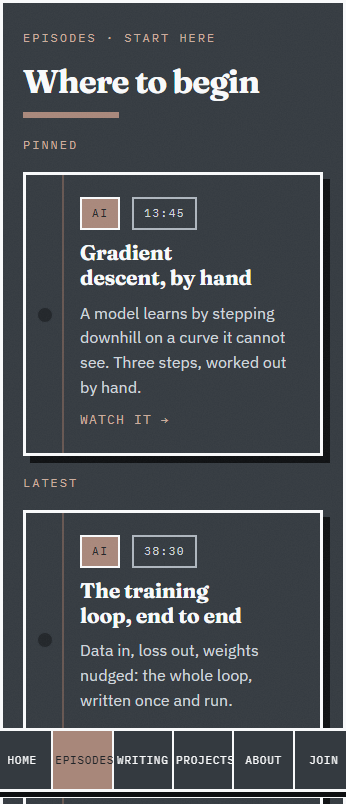 EPISODES · START HERE
Where to begin
PINNED
AI 13:45
Gradient
descent, by hand
A model learns by stepping
downhill on a curve it cannot
see. Three steps, worked out
by hand.
WATCH IT →
LATEST
AI 38:30
The training
loop, end to end
Data in, loss out, weights
nudged: the whole loop,
written once and run.
HOME EPISODES WRITING PROJECTS ABOUT JOIN